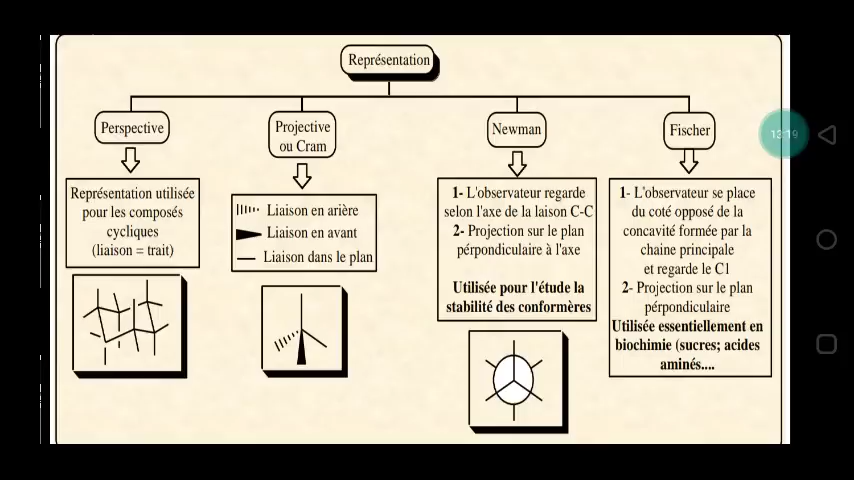 Représentation
Perspective
Projective
ou Cram
Newman
Fischer
13:19
Représentation utilisée
pour les composés
cycliques
(liaison = trait)
Liaison en arière
Liaison en avant
Liaison dans le plan
1- L'observateur regarde
selon l'axe de la liaison C-C
2- Projection sur le plan
pérpondiculaire à l'axe
Utilisée pour l'étude la
stabilité des conformères
1- L'observateur se place
du coté opposé de la
concavité formée par la
chaine principale
et regarde le C1
2- Projection sur le plan
pérpondiculaire
Utilisée essentiellement en
biochimie (sucres; acides
aminés....